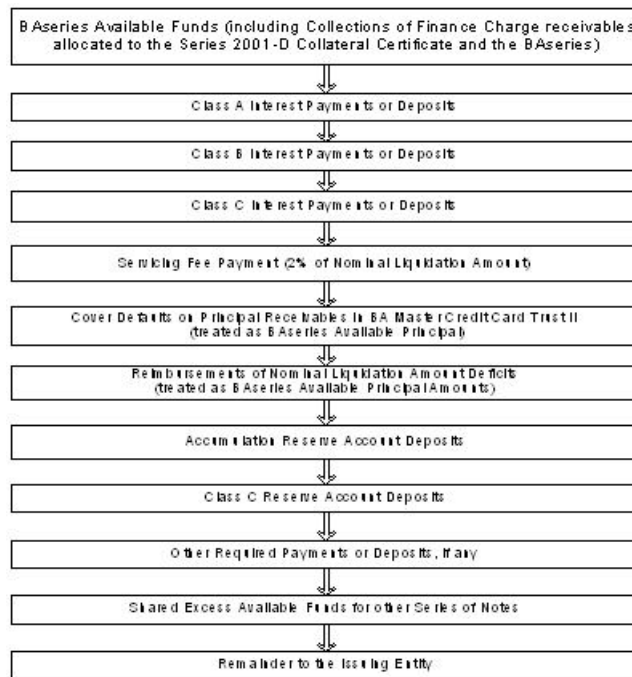 BAseries Available Funds (including Collections of Finance Charge receivables
allocated to the Series 2001-D Collateral Certificate and the BAseries)
Class A Interest Payments or Deposits
Class B Interest Payments or Deposits
Class C Interest Payments or Deposits
Servicing Fee Payment (2% of Nominal Liquidation Amount)
Cover Defaults on Principal Receivables in BA Master Credit Card Trust II
(treated as BAseries Available Principal)
Reimbursements of Nominal Liquidation Amount Deficits
(treated as BAseries Available Principal Amounts)
Accumulation Reserve Account Deposits
Class C Reserve Account Deposits
Other Required Payments or Deposits, if any
Shared Excess Available Funds for other Series of Notes
Remainder to the Issuing Entity